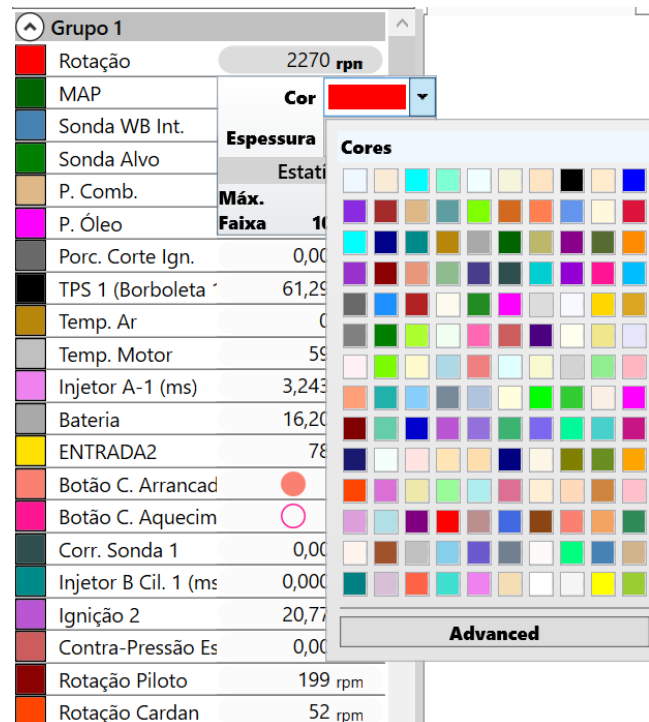 Grupo 1
Rotação 2270 rpn
MAP
Cor
Sonda WB Int.
Espessura
Cores
Sonda Alvo
Estatí
P. Comb.
Máx.
P. Óleo
Faixa 10
Porc. Corte Ign. 0,00
TPS 1 (Borboleta 1 61,29
Temp. Ar 0
Temp. Motor 59
Injetor A-1 (ms) 3,243
Bateria 16,20
ENTRADA2 78
Botão C. Arrancad
Botão C. Aquecim
Corr. Sonda 1 0,00
Injetor B Cil. 1 (ms 0,000
Ignição 2 20,77
Advanced
Contra-Pressão Es 0,00
Rotação Piloto 199 rpm
Rotação Cardan 52 rpm